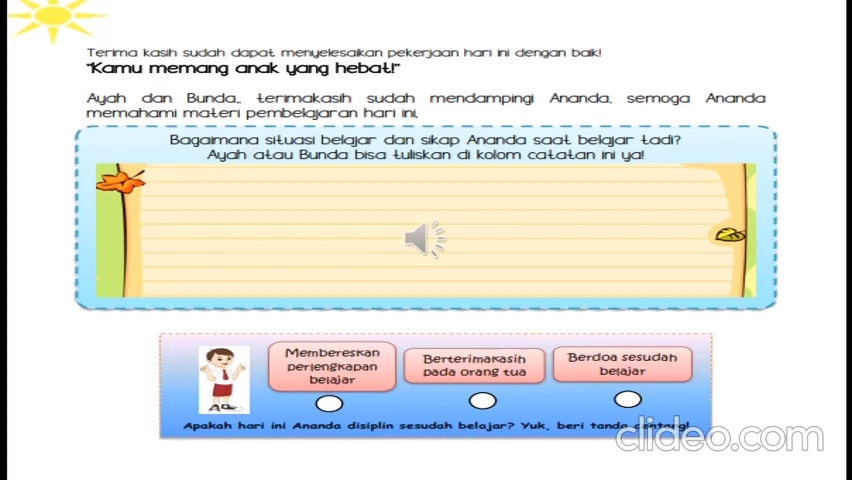 Terima kasih sudah dapat menyelesaikan pekerjaan hari ini dengan baik!
"Kamu memang anak yang hebat!"
Ayah dan Bunda,, terimakasih sudah mendampingi Ananda, semoga Ananda
memahami materi pembelajaran hari ini,
Bagaimana situasi belajar dan sikap Ananda saat belajar tadi?
Ayah atau Bunda bisa tuliskan di kolom catatan ini ya!
Membereskan
perlengkapan
belajar
Berterimakasih
pada orang tua
Berdoa sesudah
belajar
Apakah hari ini Ananda disiplin sesudah belajar? Yuk, beri tanda centang!
clideo.com